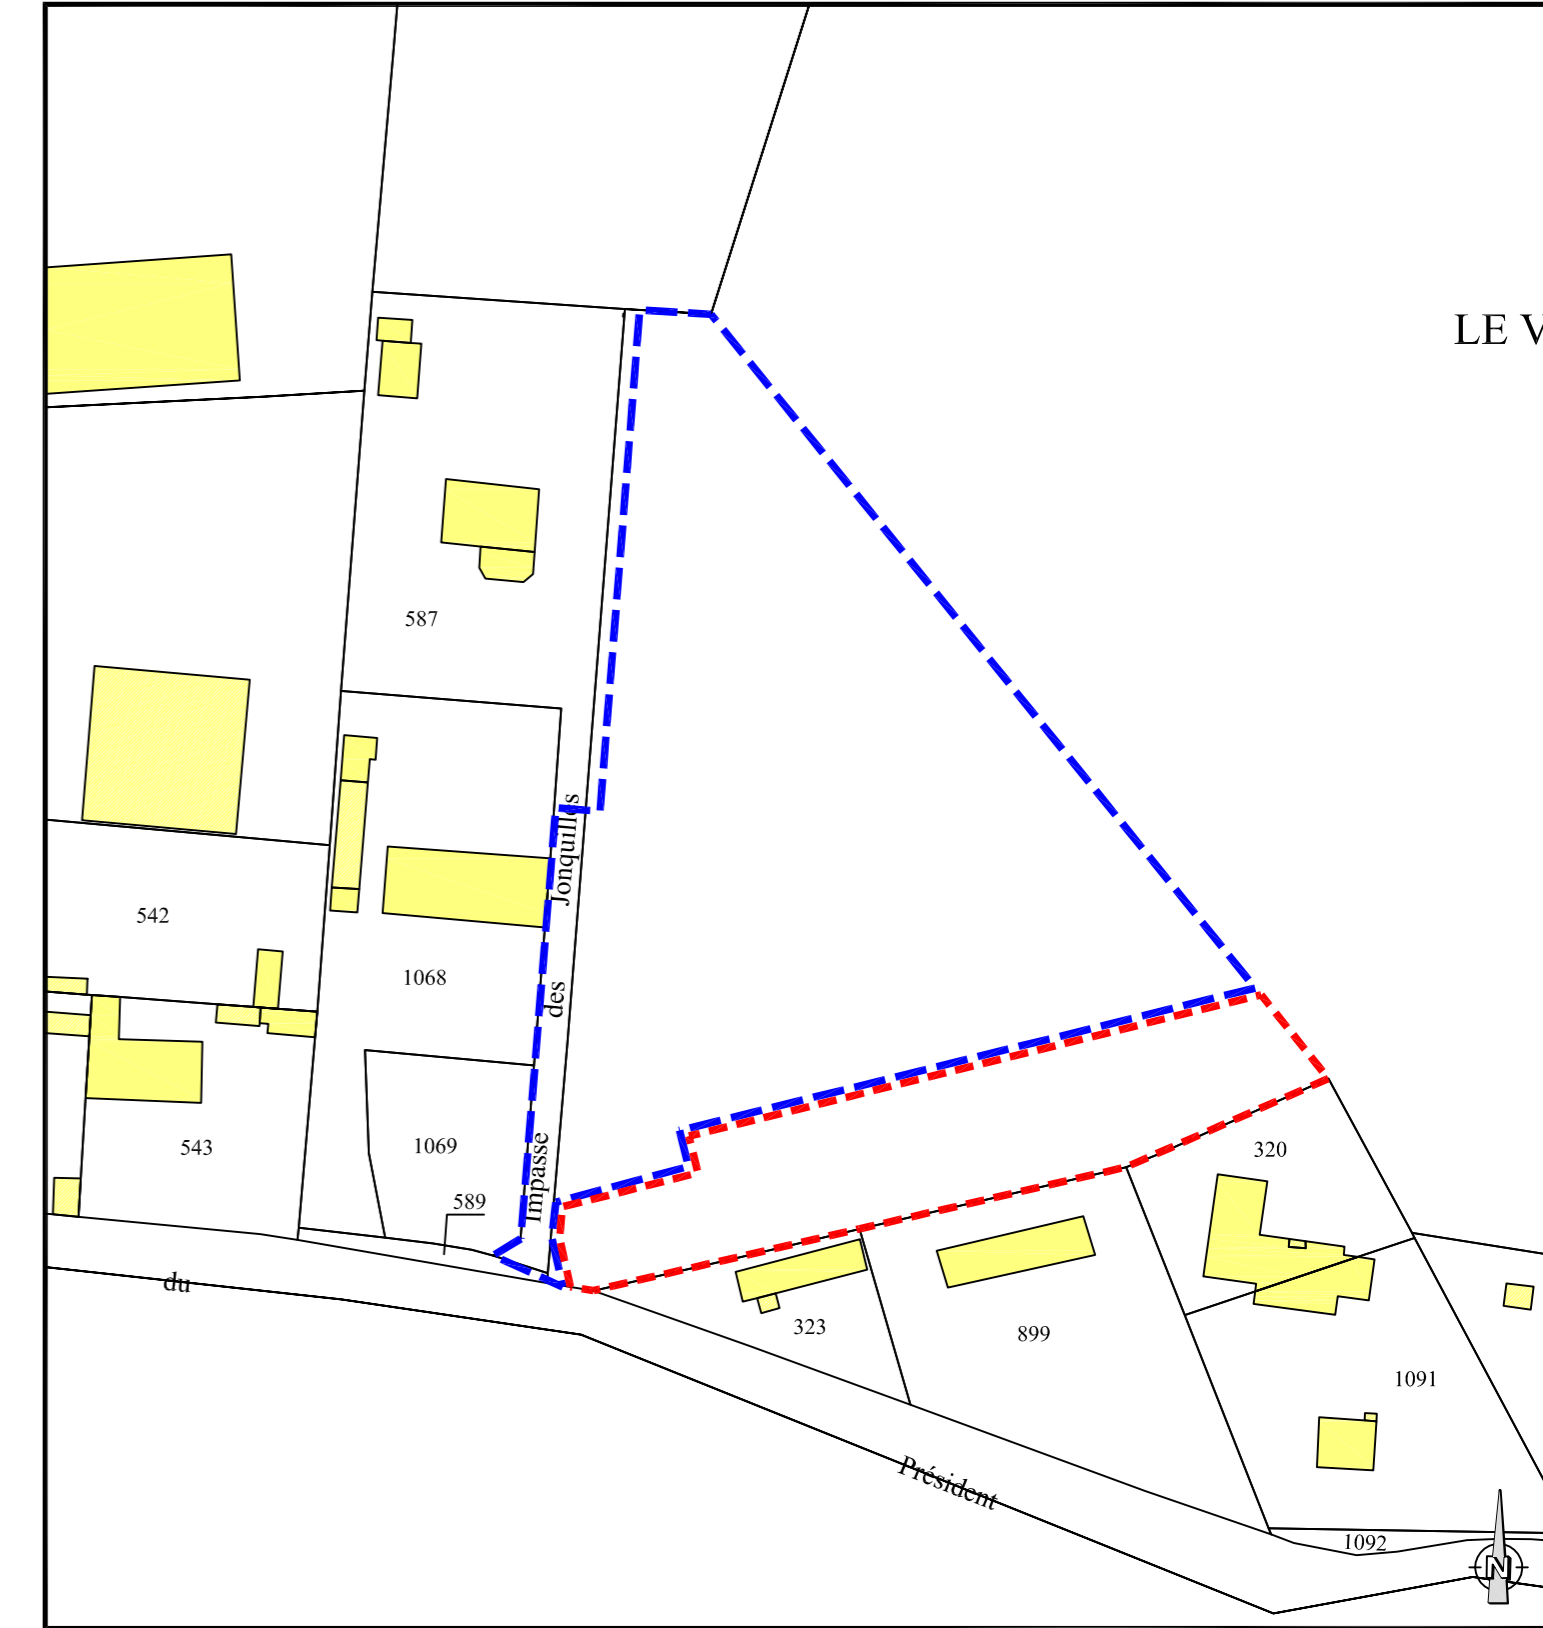 LE V
587
Jonquilles
542
1068
des
543
1069
Impasse
320
589
du
323
899
1091
Président
1092
N